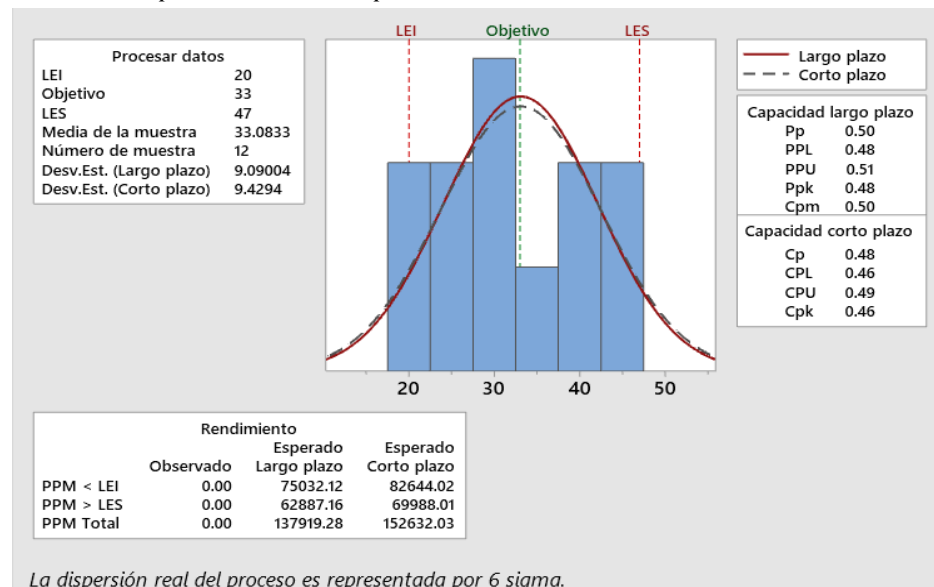 LEI Objetivo LES
Procesar datos
LEI 20
Objetivo 33
LES 47
Media de la muestra 33.0833
Número de muestra 12
Desv.Est. (Largo plazo) 9.09004
Desv.Est. (Corto plazo) 9.4294
20 30 40 50
Largo plazo
Corto plazo
Capacidad largo plazo
Pp 0.50
PPL 0.48
PPU 0.51
Ppk 0.48
Cpm 0.50
Capacidad corto plazo
Cp 0.48
CPL 0.46
CPU 0.49
Cpk 0.46
Rendimiento
Esperado Esperado
Observado Largo plazo Corto plazo
PPM < LEI 0.00 75032.12 82644.02
PPM > LES 0.00 62887.16 69988.01
PPM Total 0.00 137919.28 152632.03
La dispersión real del proceso es representada por 6 sigma.